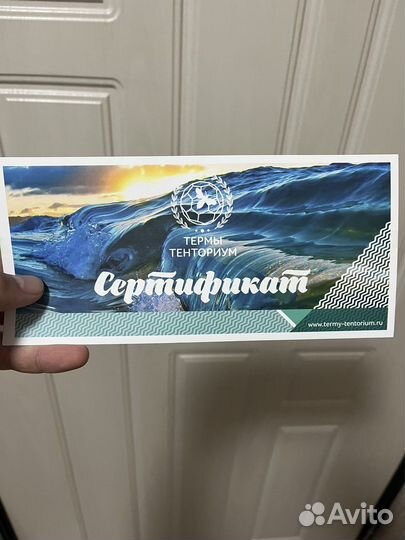 ТЕРМЫ
ТЕНТОРИУМ
Сертификат
www.termy-tentorium.ru
Avito